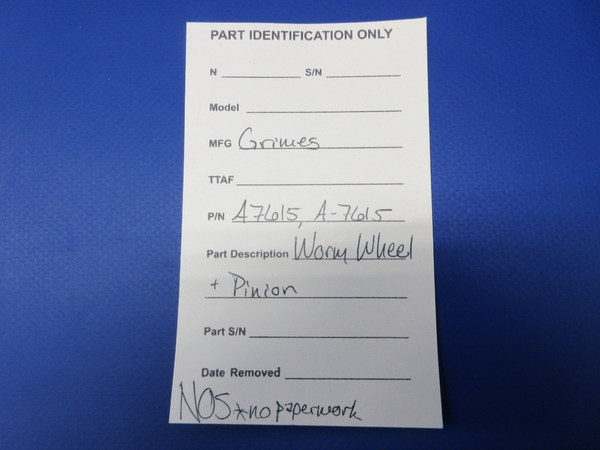 PART IDENTIFICATION ONLY
N S/N
Model
MFG Grimes
TTAF
P/N A7615, A-7615
Part Description Worm Wheel
+ Pinion
Part S/N
Date Removed
NOS *no paperwork